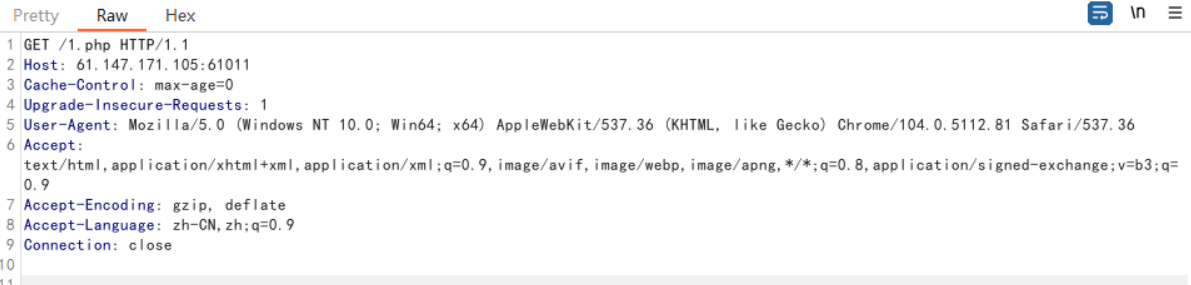 Pretty Raw Hex \n
1 GET /1.php HTTP/1.1
2 Host: 61.147.171.105:61011
3 Cache-Control: max-age=0
4 Upgrade-Insecure-Requests: 1
5 User-Agent: Mozilla/5.0 (Windows NT 10.0; Win64; x64) AppleWebKit/537.36 (KHTML, like Gecko) Chrome/104.0.5112.81 Safari/537.36
6 Accept:
text/html,application/xhtml+xml,application/xml;q=0.9,image/avif,image/webp,image/apng,*/*;q=0.8,application/signed-exchange;v=b3;q=
0.9
7 Accept-Encoding: gzip, deflate
8 Accept-Language: zh-CN,zh;q=0.9
9 Connection: close
10
11